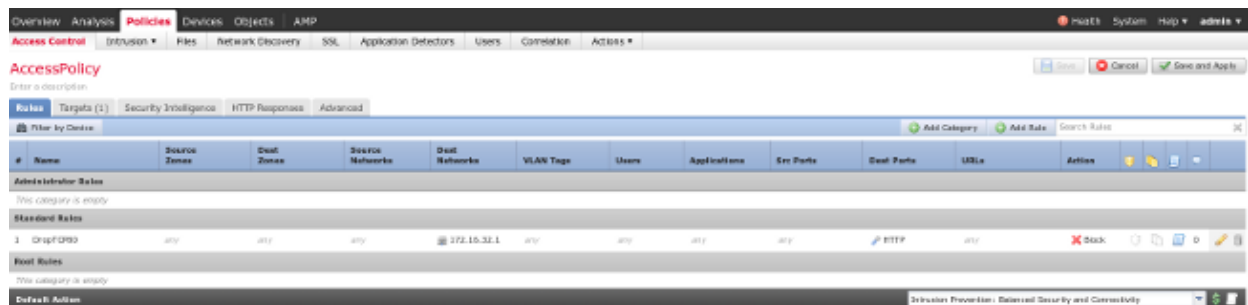 Overview Analysis Policies Devices Objects AMP Health System Help admin
Access Control Intrusion Files Network Discovery SSL Application Detectors Users Correlation Actions
AccessPolicy
Save Cancel Save and Apply
Enter a description
Rules Targets (1) Security Intelligence HTTP Responses Advanced
Filter by Device Add Category Add Rule Search Rules
# Name Source Zones Dest Zones Source Networks Dest Networks VLAN Tags Users Applications Src Ports Dest Ports URLs Action
Administrator Rules
This category is empty
Standard Rules
1 DropTCP80 any any any 172.16.32.1 any any any any HTTP any Block 0
Root Rules
This category is empty
Default Action Intrusion Prevention: Balanced Security and Connectivity